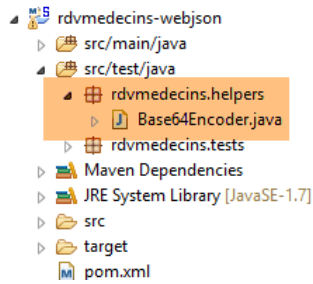 rdvmedecins-webjson
src/main/java
src/test/java
rdvmedecins.helpers
Base64Encoder.java
rdvmedecins.tests
Maven Dependencies
JRE System Library [JavaSE-1.7]
src
target
pom.xml